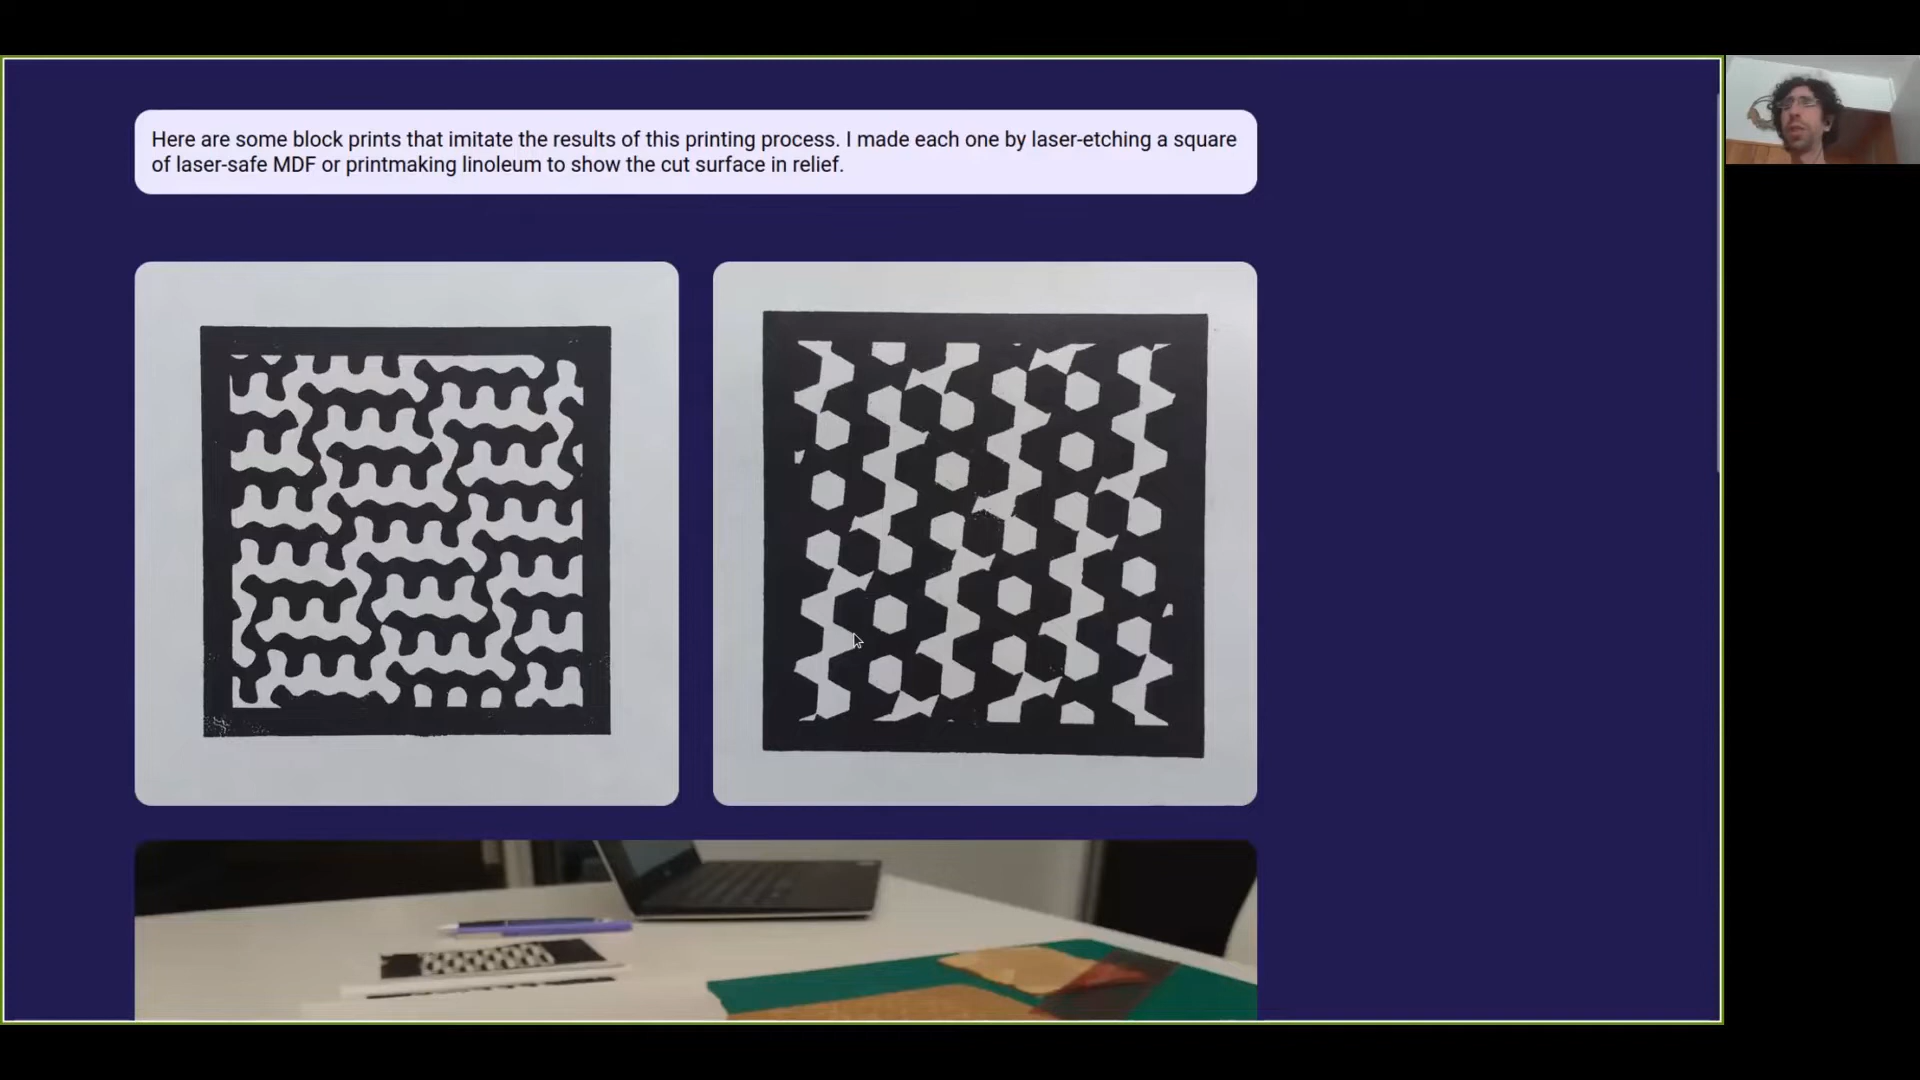 Here are some block prints that imitate the results of this printing process. I made each one by laser-etching a square
of laser-safe MDF or printmaking linoleum to show the cut surface in relief.